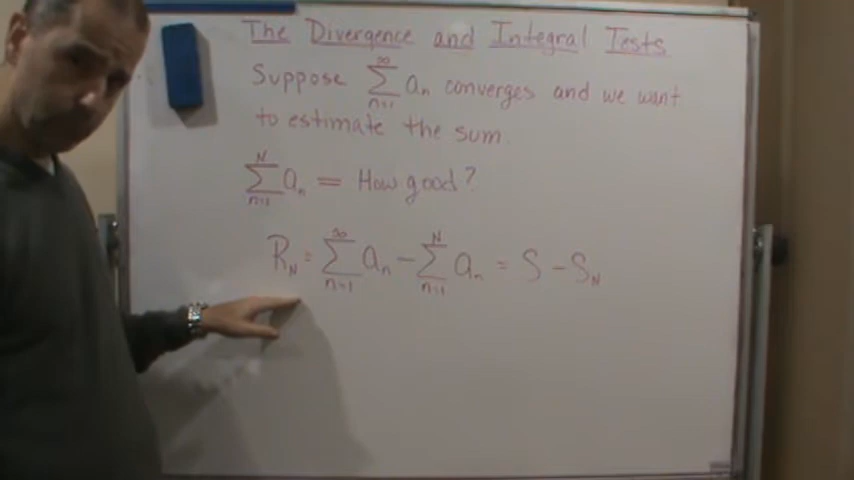 The Divergence and Integral Tests
Suppose ∑_{n=1}^{∞} a_n converges and we want
to estimate the sum.
∑_{n=1}^{N} a_n = How good?
R_N = ∑_{n=1}^{∞} a_n - ∑_{n=1}^{N} a_n = S - S_N